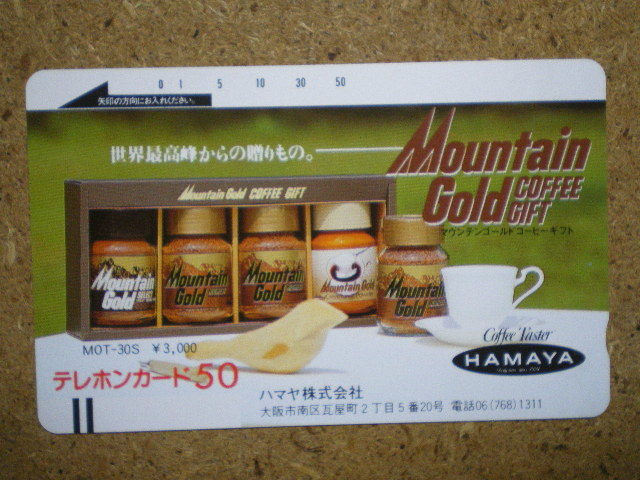 0 1 5 10 30 50
矢印の方向にお入れください。
世界最高峰からの贈りもの。
Mountain
Gold COFFEE
GIFT
マウンテンゴールドコーヒーギフト
Mountain Gold COFFEE GIFT
Mountain Gold
Mountain Gold
Mountain Gold
Mountain Gold
Mountain Gold
MOT-30S ¥3,000
テレホンカード50
Coffee Taster
HAMAYA
ハマヤ株式会社
大阪市南区瓦屋町2丁目5番20号 電話06(768)1311